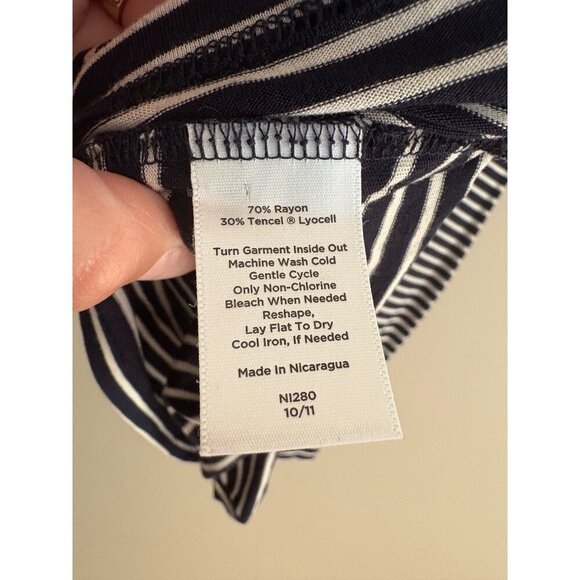 70% Rayon
30% Tencel ® Lyocell
Turn Garment Inside Out
Machine Wash Cold
Gentle Cycle
Only Non-Chlorine
Bleach When Needed
Reshape,
Lay Flat To Dry
Cool Iron, If Needed
Made In Nicaragua
NI280
10/11